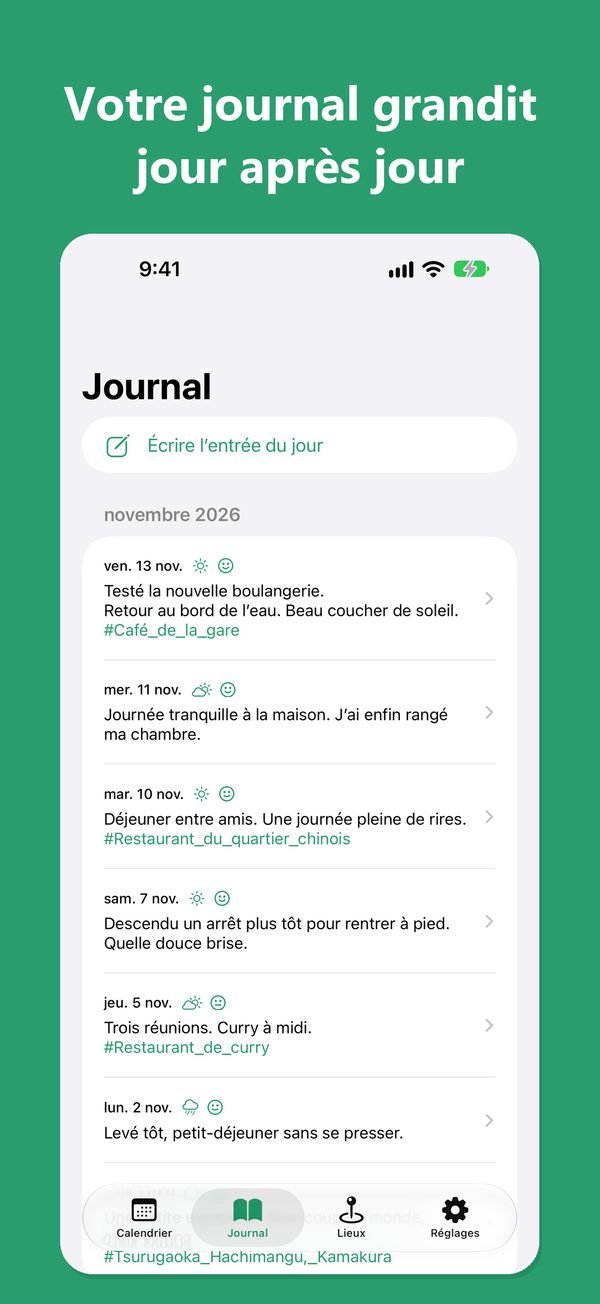 Votre journal grandit
jour après jour
9:41
Journal
Écrire l’entrée du jour
novembre 2026
ven. 13 nov.
Testé la nouvelle boulangerie.
Retour au bord de l’eau. Beau coucher de soleil.
#Café_de_la_gare
mer. 11 nov.
Journée tranquille à la maison. J’ai enfin rangé
ma chambre.
mar. 10 nov.
Déjeuner entre amis. Une journée pleine de rires.
#Restaurant_du_quartier_chinois
sam. 7 nov.
Descendu un arrêt plus tôt pour rentrer à pied.
Quelle douce brise.
jeu. 5 nov.
Trois réunions. Curry à midi.
#Restaurant_de_curry
lun. 2 nov.
Levé tôt, petit-déjeuner sans se presser.
monde,
Calendrier
Journal
Lieux
Réglages
#Tsurugaoka_Hachimangu,_Kamakura